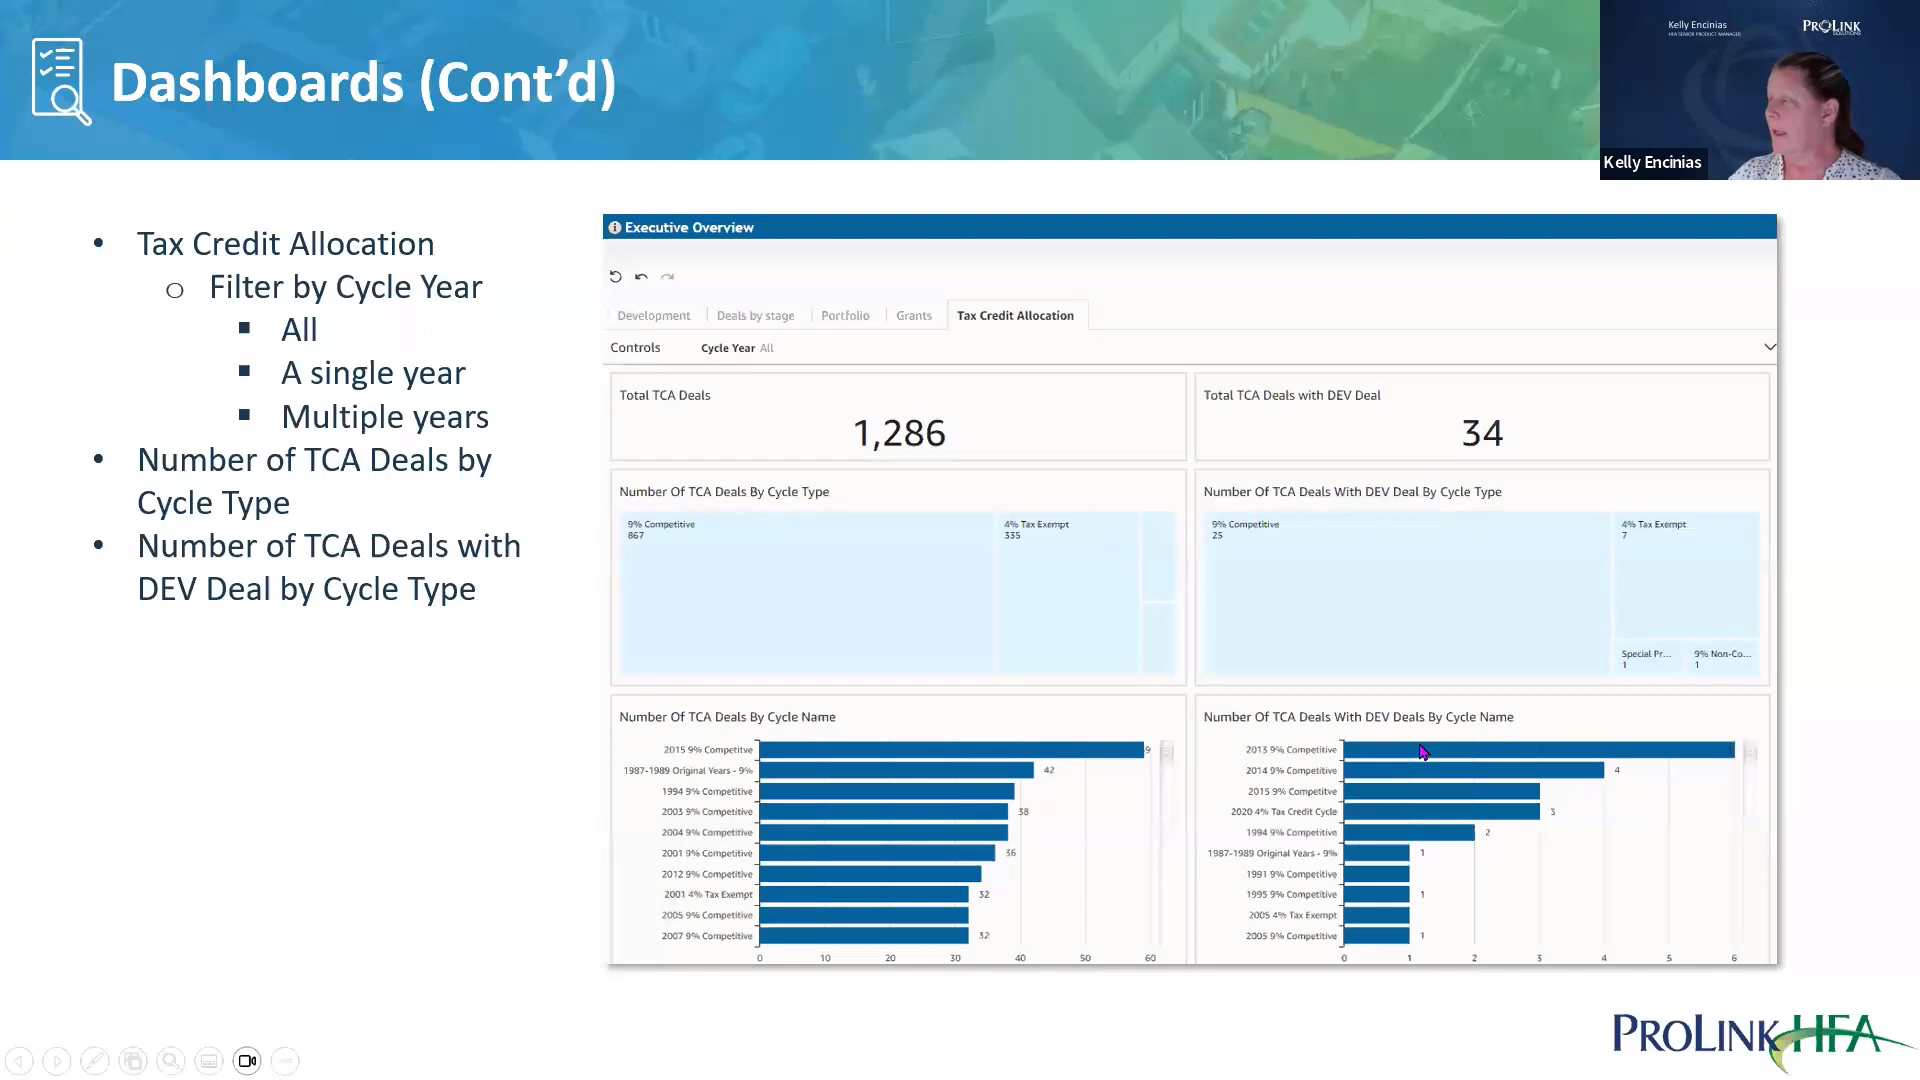 Dashboards (Cont'd)
Kelly Encinias
HFA SENIOR PRODUCT MANAGER
PROLINK
SOLUTIONS
Kelly Encinias
• Tax Credit Allocation
o Filter by Cycle Year
▪ All
▪ A single year
▪ Multiple years
• Number of TCA Deals by
Cycle Type
• Number of TCA Deals with
DEV Deal by Cycle Type
Executive Overview
Development Deals by stage Portfolio Grants Tax Credit Allocation
Controls Cycle Year All
Total TCA Deals
1,286
Total TCA Deals with DEV Deal
34
Number Of TCA Deals By Cycle Type
9% Competitive
867
4% Tax Exempt
335
Number Of TCA Deals With DEV Deal By Cycle Type
9% Competitive
25
4% Tax Exempt
7
Special Pr...
1
9% Non-Co...
1
Number Of TCA Deals By Cycle Name
2015 9% Competitve 9
1987-1989 Original Years - 9% 42
1994 9% Competitive
2003 9% Competitive 38
2004 9% Competitive
2001 9% Competitive 36
2012 9% Competitive
2001 4% Tax Exempt 32
2005 9% Competitive
2007 9% Competitive 32
0 10 20 30 40 50 60
Number Of TCA Deals With DEV Deals By Cycle Name
2013 9% Competitive
2014 9% Competitive 4
2015 9% Competitve
2020 4% Tax Credit Cycle 3
1994 9% Competitive 2
1987-1989 Original Years - 9% 1
1991 9% Competitive
1995 9% Competitive 1
2005 4% Tax Exempt
2005 9% Competitive 1
0 1 2 3 4 5 6
PROLINK HFA